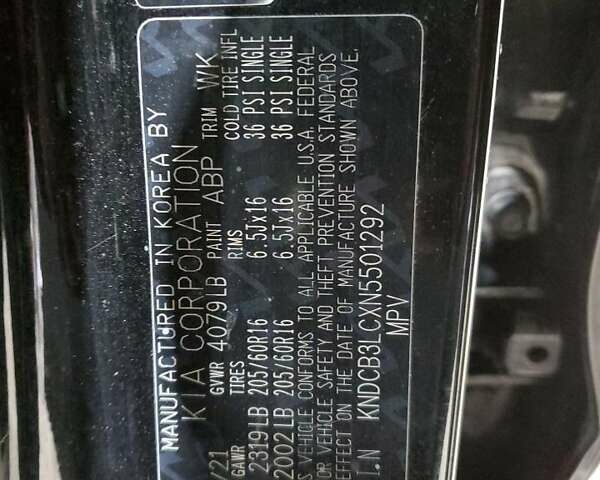 MANUFACTURED IN KOREA BY
KIA CORPORATION
/21 GVWR 4079LB PAINT ABP TRIM WK
GAWR TIRES RIMS COLD TIRE INFL
2319LB 205/60R16 6.5Jx16 36 PSI SINGLE
2002LB 205/60R16 6.5Jx16 36 PSI SINGLE
S VEHICLE CONFORMS TO ALL APPLICABLE U.S.A. FEDERAL
OR VEHICLE SAFETY AND THEFT PREVENTION STANDARDS
EFFECT ON THE DATE OF MANUFACTURE SHOWN ABOVE.
I.N KNDCB3LCXN5501292
MPV